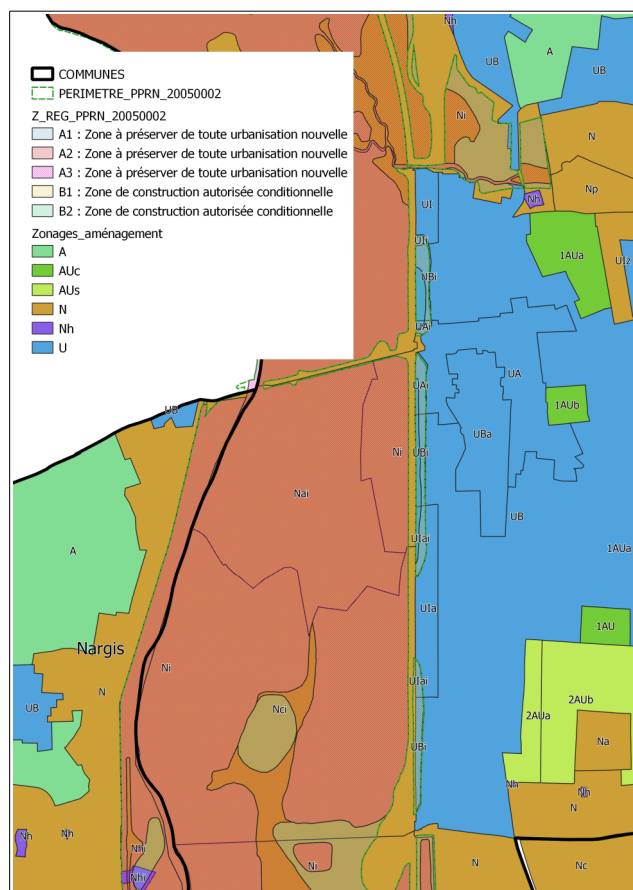 COMMUNES
PERIMETRE_PPRN_20050002
Z_REG_PPRN_20050002
A1 : Zone à préserver de toute urbanisation nouvelle
A2 : Zone à préserver de toute urbanisation nouvelle
A3 : Zone à préserver de toute urbanisation nouvelle
B1 : Zone de construction autorisée conditionnelle
B2 : Zone de construction autorisée conditionnelle
Zonages_aménagement
A
AUc
AUs
N
Nh
U
Nh
UB
A
UB
Ni
N
Np
Nh
UI
UIi
1AUa
UIz
NBi
UAi
UAi
UA
1AUb
UB
UBa
Ni
UBi
Nai
UB
UIai
1AUa
A
UIa
1AU
Nargis
Ni
N
UIai
2AUb
UB
Nci
2AUa
Na
UBi
Nh
Nh
N
Nh
Nh
Nhi
Ni
N
Nc
Nhi